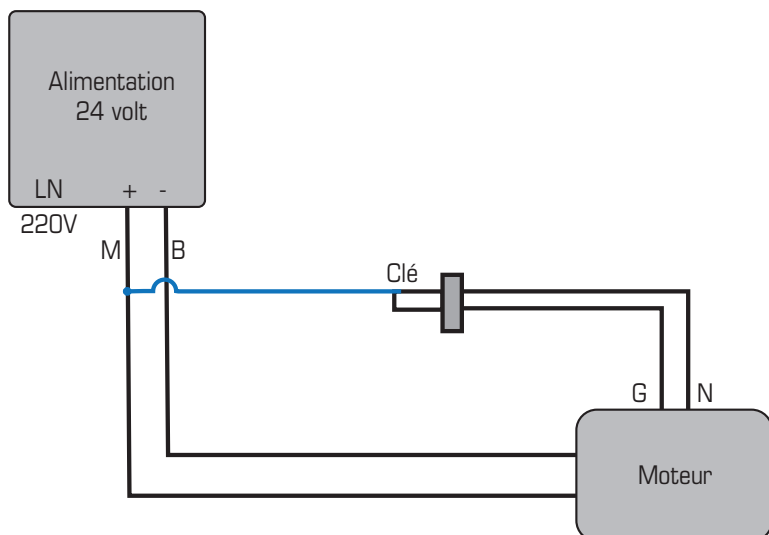 Alimentation
24 volt
LN + -
220V
M B
Clé
G N
Moteur